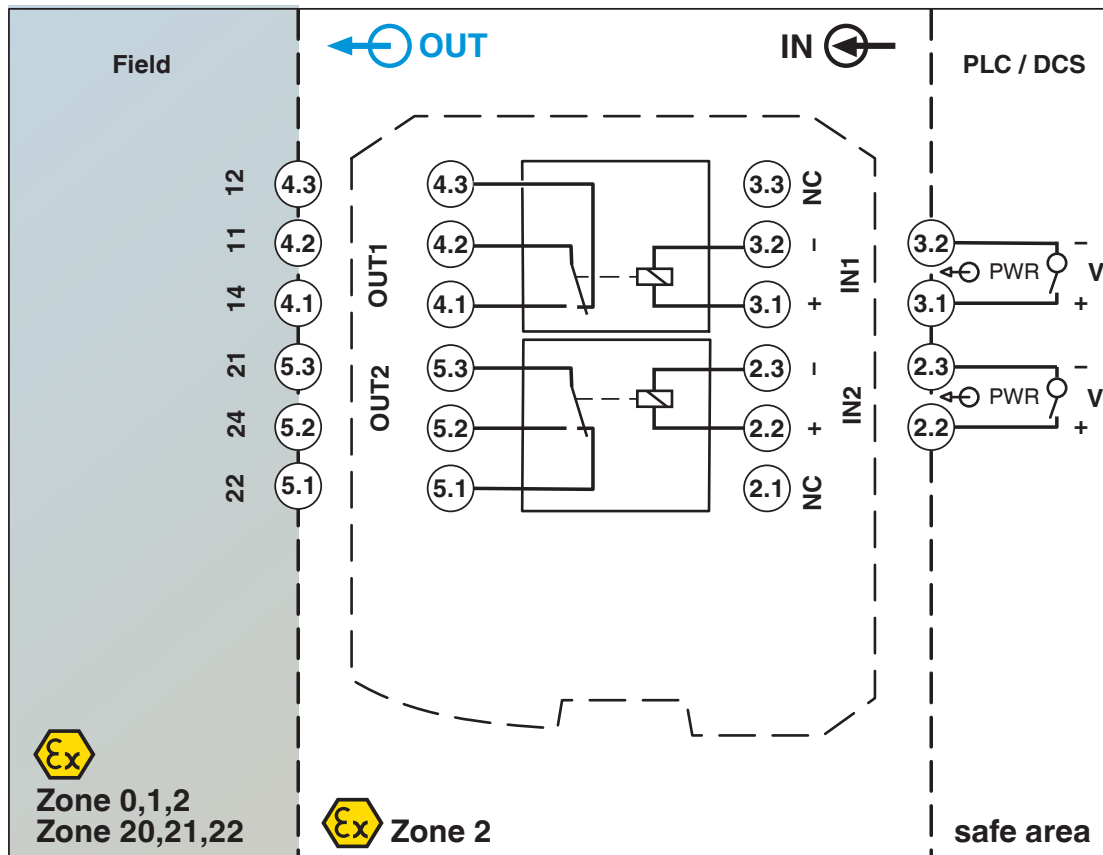 Field
OUT
IN
PLC / DCS
12
4.3
4.3
3.3
NC
11
4.2
4.2
3.2
–
3.2
–
OUT1
IN1
PWR
V
14
4.1
4.1
3.1
+
3.1
+
21
5.3
5.3
2.3
–
2.3
–
OUT2
IN2
PWR
V
24
5.2
5.2
2.2
+
2.2
+
22
5.1
5.1
2.1
NC
Ex
Zone 0,1,2
Zone 20,21,22
Ex
Zone 2
safe area